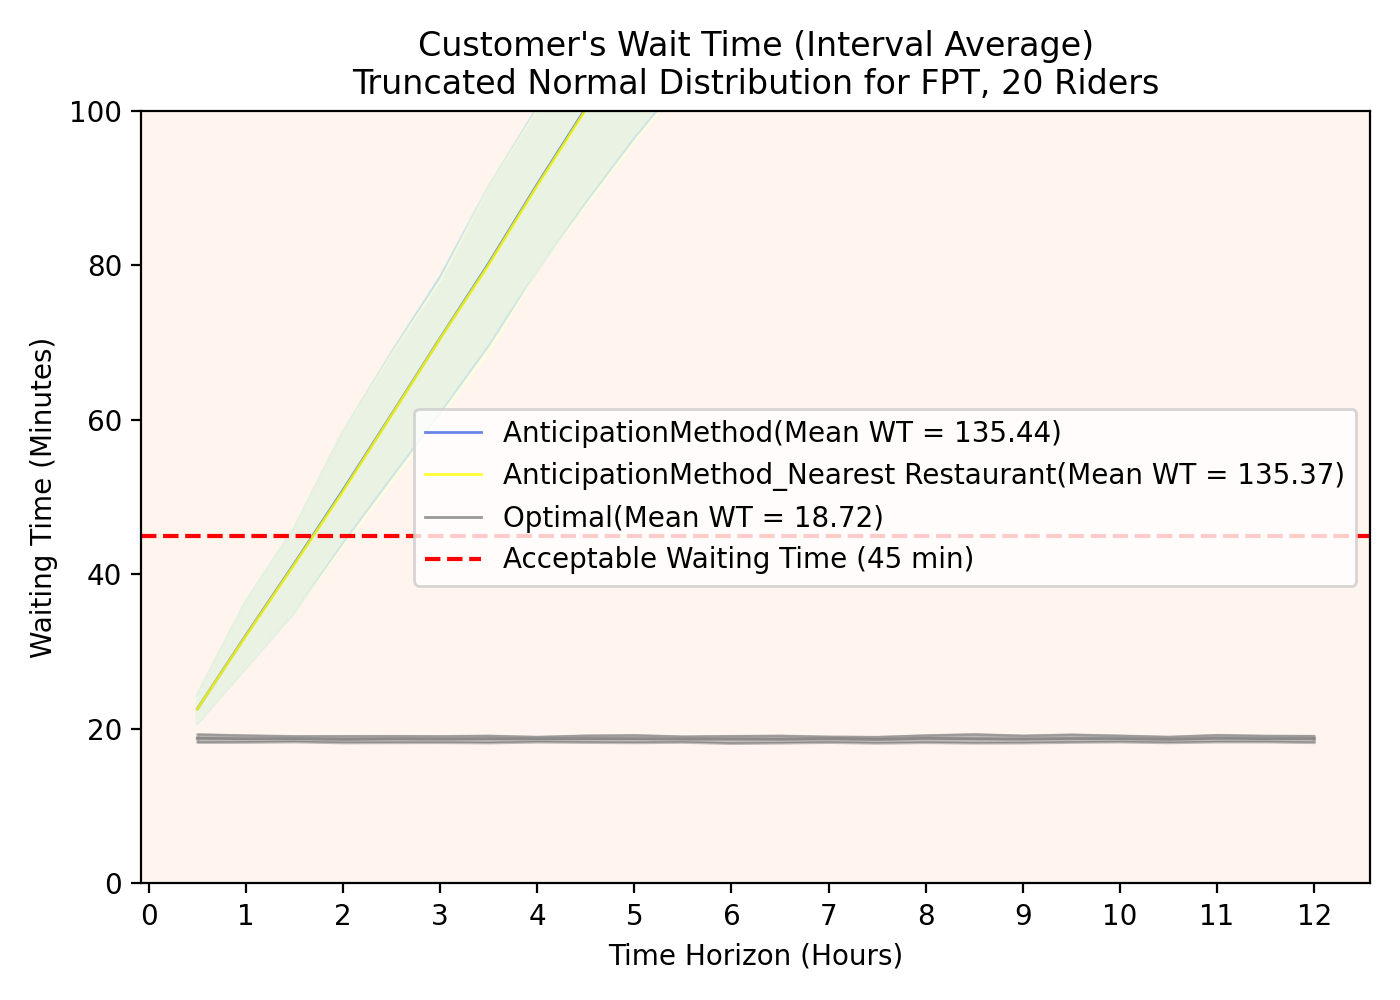 Customer's Wait Time (Interval Average)
Truncated Normal Distribution for FPT, 20 Riders
100
80
60
40
20
0
Waiting Time (Minutes)
AnticipationMethod(Mean WT = 135.44)
AnticipationMethod_Nearest Restaurant(Mean WT = 135.37)
Optimal(Mean WT = 18.72)
Acceptable Waiting Time (45 min)
0 1 2 3 4 5 6 7 8 9 10 11 12
Time Horizon (Hours)